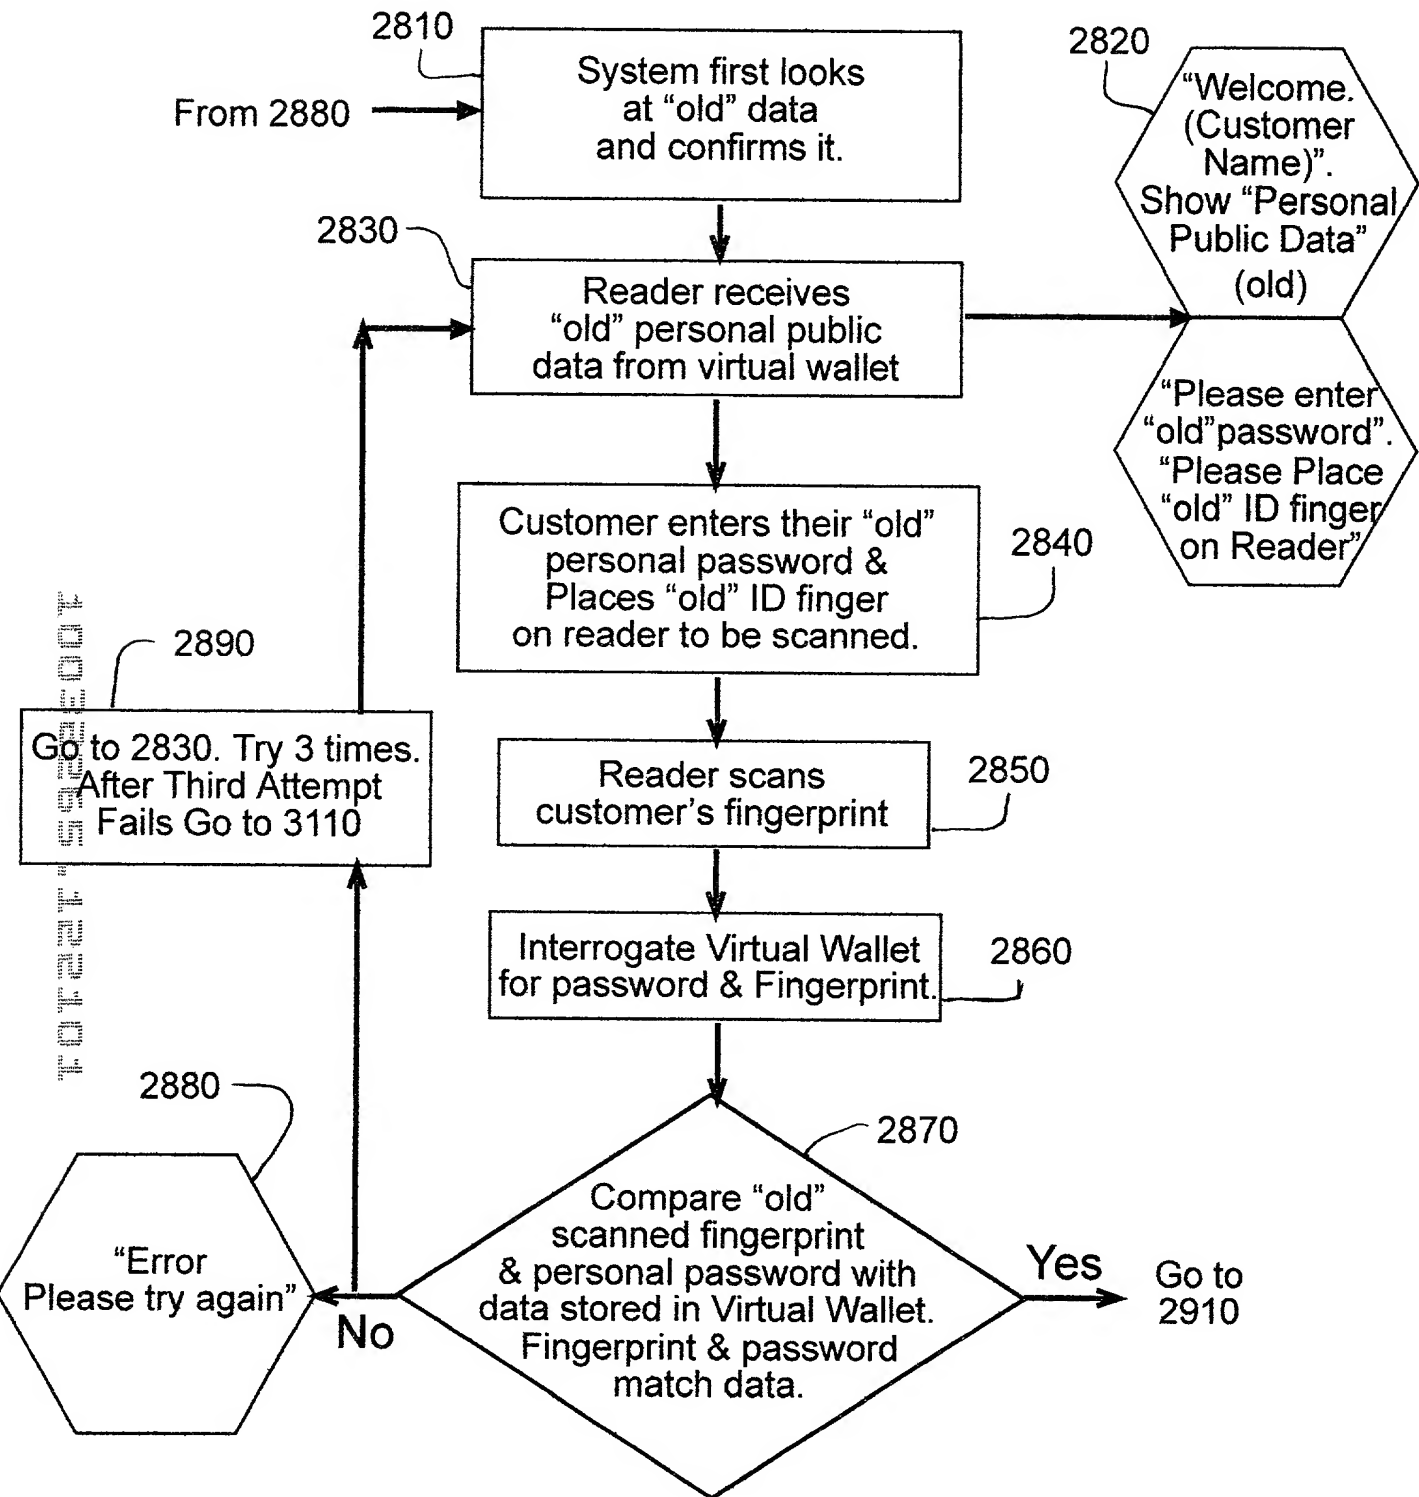 2810
System first looks
at “old” data
and confirms it.
From 2880
2820
“Welcome.
(Customer
Name)”.
Show “Personal
Public Data”
(old)
2830
Reader receives
“old” personal public
data from virtual wallet
“Please enter
“old”password”.
“Please Place
“old” ID finger
on Reader”
Customer enters their “old”
personal password &
Places “old” ID finger
on reader to be scanned.
2840
2890
Go to 2830. Try 3 times.
After Third Attempt
Fails Go to 3110
Reader scans
customer’s fingerprint
2850
Interrogate Virtual Wallet
for password & Fingerprint.
2860
2880
“Error
Please try again”
2870
Compare “old”
scanned fingerprint
& personal password with
data stored in Virtual Wallet.
Fingerprint & password
match data.
No
Yes
Go to
2910